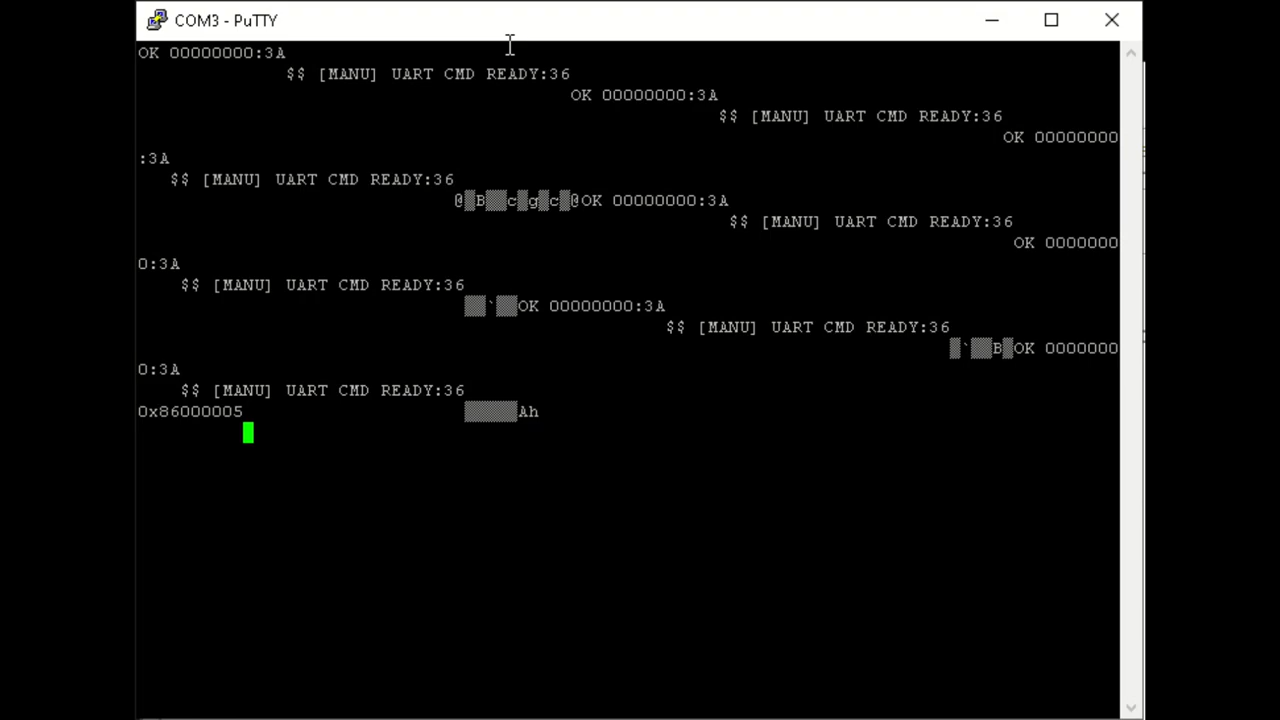 COM3 - PuTTY
OK 00000000:3A
$$ [MANU] UART CMD READY:36
OK 00000000:3A
$$ [MANU] UART CMD READY:36
OK 00000000
:3A
$$ [MANU] UART CMD READY:36
@▒B▒▒c▒g▒c▒@OK 00000000:3A
$$ [MANU] UART CMD READY:36
OK 0000000
0:3A
$$ [MANU] UART CMD READY:36
▒▒`▒▒OK 00000000:3A
$$ [MANU] UART CMD READY:36
▒`▒▒B▒OK 0000000
0:3A
$$ [MANU] UART CMD READY:36
0x86000005 ▒▒▒▒▒Ah